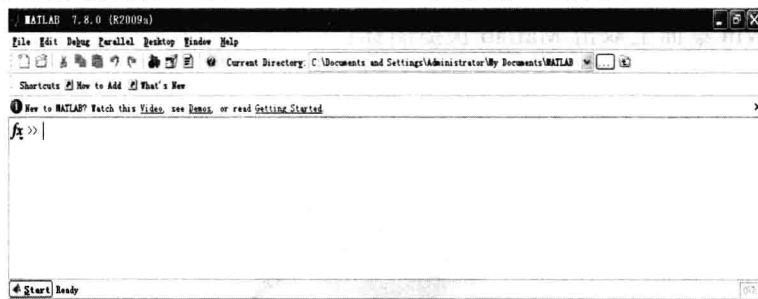 MATLAB 7.8.0 (R2009a)
File Edit Debug Parallel Desktop Window Help
Current Directory: C:\Documents and Settings\Administrator\My Documents\MATLAB
Shortcuts How to Add What's New
New to MATLAB? Watch this Video, see Demos, or read Getting Started.
fx >>
Start Ready